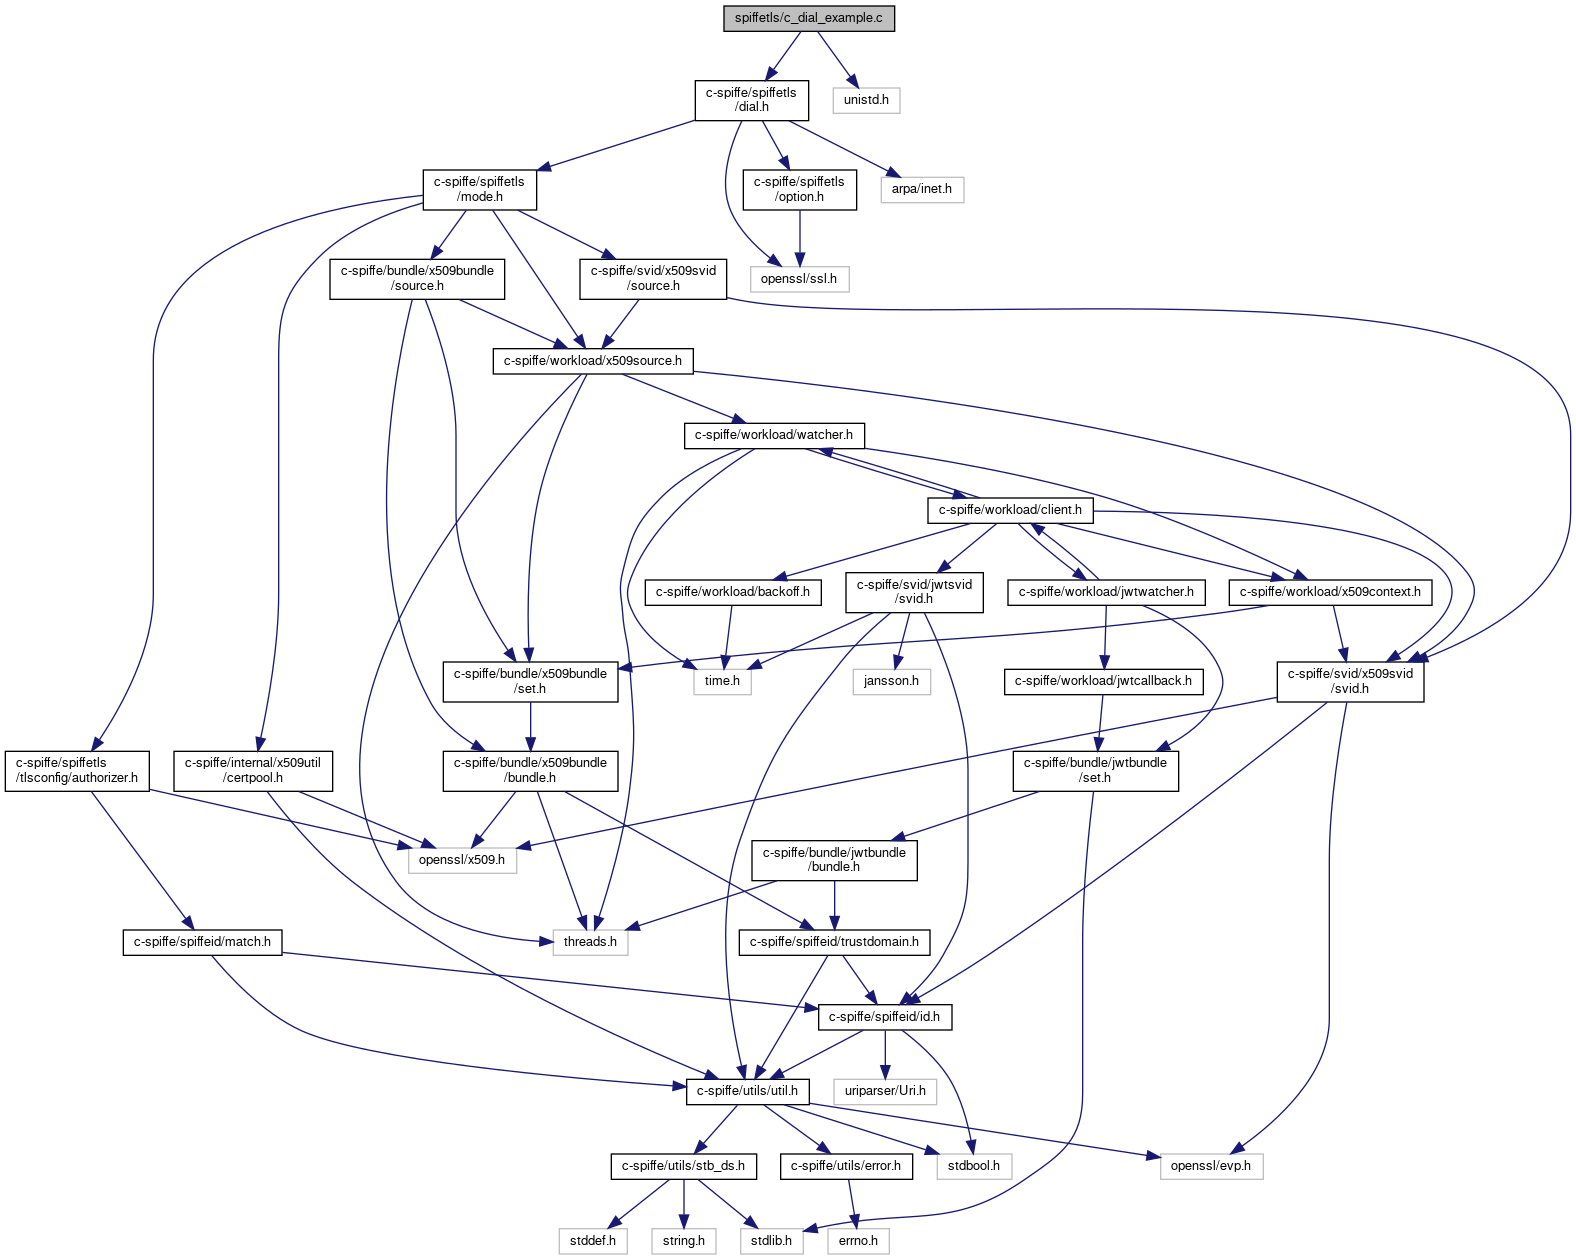 spiffetls/c_dial_example.c
c-spiffe/spiffetls
/dial.h
unistd.h
c-spiffe/spiffetls
/mode.h
c-spiffe/spiffetls
/option.h
arpa/inet.h
c-spiffe/bundle/x509bundle
/source.h
c-spiffe/svid/x509svid
/source.h
openssl/ssl.h
c-spiffe/workload/x509source.h
c-spiffe/workload/watcher.h
c-spiffe/workload/client.h
c-spiffe/workload/backoff.h
c-spiffe/svid/jwtsvid
/svid.h
c-spiffe/workload/jwtwatcher.h
c-spiffe/workload/x509context.h
c-spiffe/bundle/x509bundle
/set.h
time.h
jansson.h
c-spiffe/workload/jwtcallback.h
c-spiffe/svid/x509svid
/svid.h
c-spiffe/spiffetls
/tlsconfig/authorizer.h
c-spiffe/internal/x509util
/certpool.h
c-spiffe/bundle/x509bundle
/bundle.h
c-spiffe/bundle/jwtbundle
/set.h
openssl/x509.h
c-spiffe/bundle/jwtbundle
/bundle.h
c-spiffe/spiffeid/match.h
threads.h
c-spiffe/spiffeid/trustdomain.h
c-spiffe/spiffeid/id.h
c-spiffe/utils/util.h
uriparser/Uri.h
c-spiffe/utils/stb_ds.h
c-spiffe/utils/error.h
stdbool.h
openssl/evp.h
stddef.h
string.h
stdlib.h
errno.h